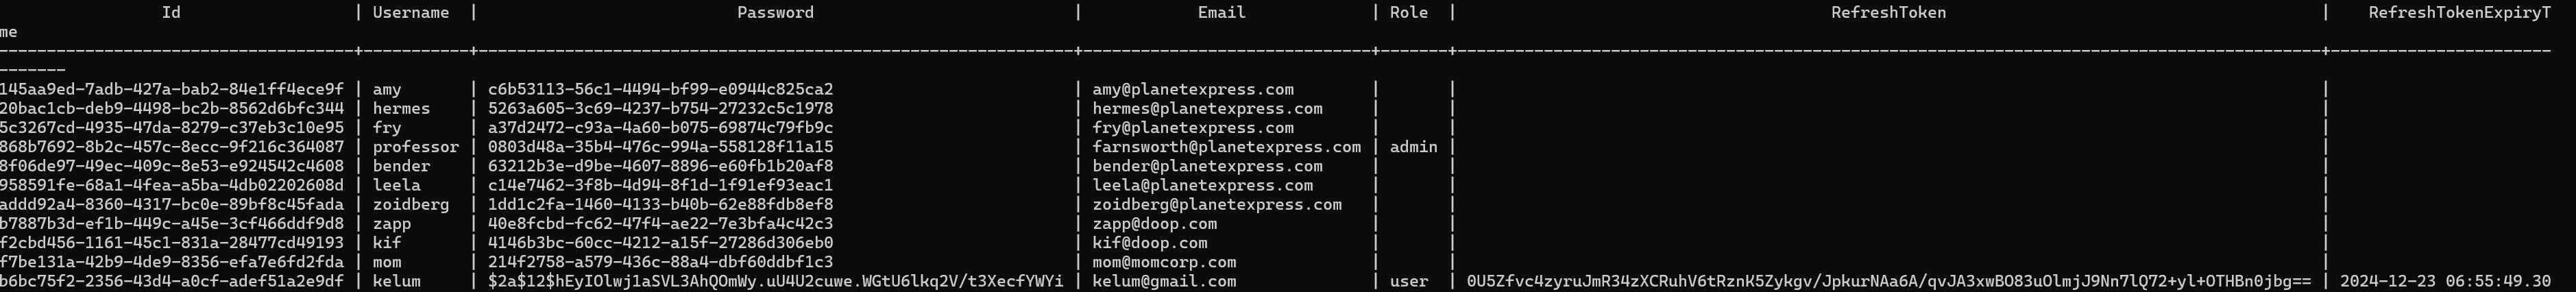 Id | Username | Password | Email | Role | RefreshToken | RefreshTokenExpiryT
me
-------------------------------------+-----------+--------------------------------------------------------------+------------------------------+-------+------------------------------------------------------------------------------------------+-----------------------
-------
145aa9ed-7adb-427a-bab2-84e1ff4ece9f | amy | c6b53113-56c1-4494-bf99-e0944c825ca2 | amy@planetexpress.com | | |
20bac1cb-deb9-4498-bc2b-8562d6bfc344 | hermes | 5263a605-3c69-4237-b754-27232c5c1978 | hermes@planetexpress.com | | |
5c3267cd-4935-47da-8279-c37eb3c10e95 | fry | a37d2472-c93a-4a60-b075-69874c79fb9c | fry@planetexpress.com | | |
868b7692-8b2c-457c-8ecc-9f216c364087 | professor | 0803d48a-35b4-476c-994a-558128f11a15 | farnsworth@planetexpress.com | admin | |
8f06de97-49ec-409c-8e53-e924542c4608 | bender | 63212b3e-d9be-4607-8896-e60fb1b20af8 | bender@planetexpress.com | | |
958591fe-68a1-4fea-a5ba-4db02202608d | leela | c14e7462-3f8b-4d94-8f1d-1f91ef93eac1 | leela@planetexpress.com | | |
addd92a4-8360-4317-bc0e-89bf8c45fada | zoidberg | 1dd1c2fa-1460-4133-b40b-62e88fdb8ef8 | zoidberg@planetexpress.com | | |
b7887b3d-ef1b-449c-a45e-3cf466ddf9d8 | zapp | 40e8fcbd-fc62-47f4-ae22-7e3bfa4c42c3 | zapp@doop.com | | |
f2cbd456-1161-45c1-831a-28477cd49193 | kif | 4146b3bc-60cc-4212-a15f-27286d306eb0 | kif@doop.com | | |
f7be131a-42b9-4de9-8356-efa7e6fd2fda | mom | 214f2758-a579-436c-88a4-dbf60ddbf1c3 | mom@momcorp.com | | |
b6bc75f2-2356-43d4-a0cf-adef51a2e9df | kelum | $2a$12$hEyIOlwj1aSVL3AhQOmWy.uU4U2cuwe.WGtU6lkq2V/t3XecfYWYi | kelum@gmail.com | user | 0U5Zfvc4zyruJmR34zXCRuhV6tRznK5Zykgv/JpkurNAa6A/qvJA3xwBO83uOlmjJ9Nn7lQ72+yl+OTHBn0jbg== | 2024-12-23 06:55:49.30